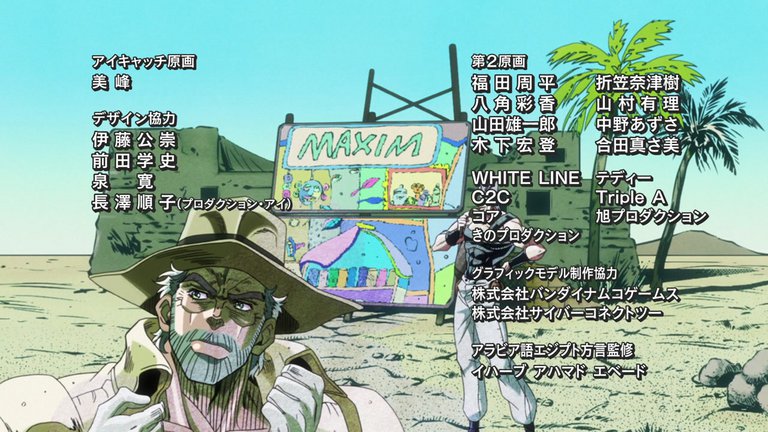 アイキャッチ原画
美峰
デザイン協力
伊藤公崇
前田学史
泉　寛
長澤順子(プロダクション・アイ)
MAXIM
第2原画
福田周平　折笠奈津樹
八角彩香　山村有理
山田雄一郎　中野あずさ
木下宏登　合田真さ美
WHITE LINE　テディー
C2C　Triple A
コア　旭プロダクション
きのプロダクション
グラフィックモデル制作協力
株式会社バンダイナムコゲームス
株式会社サイバーコネクトツー
アラビア語エジプト方言監修
イハーブ アハマド エベード